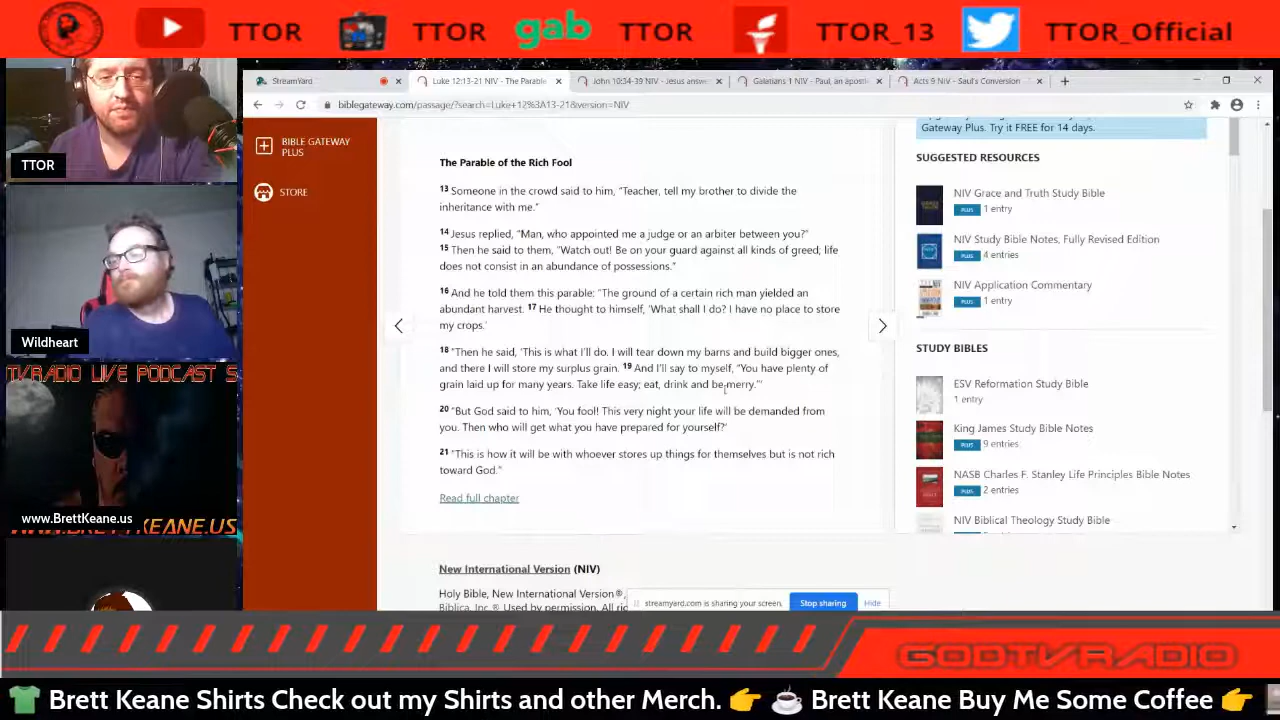 TTOR TTOR gab TTOR TTOR_13 TTOR_Official
StreamYard
Luke 12:13-21 NIV - The Parable
John 10:34-39 NIV - Jesus answe
Galatians 1 NIV - Paul, an apostl
Acts 9 NIV - Saul's Conversion
biblegateway.com/passage/?search=Luke+12%3A13-21&version=NIV
TTOR
Wildheart
TVRADIO LIVE PODCAST S
www.BrettKeane.us
BIBLE GATEWAY
PLUS
STORE
The Parable of the Rich Fool
13 Someone in the crowd said to him, “Teacher, tell my brother to divide the
inheritance with me.”
14 Jesus replied, “Man, who appointed me a judge or an arbiter between you?”
15 Then he said to them, “Watch out! Be on your guard against all kinds of greed; life
does not consist in an abundance of possessions.”
16 And he told them this parable: “The ground of a certain rich man yielded an
abundant harvest. 17 He thought to himself, ‘What shall I do? I have no place to store
my crops.’
18 “Then he said, ‘This is what I’ll do. I will tear down my barns and build bigger ones,
and there I will store my surplus grain. 19 And I’ll say to myself, “You have plenty of
grain laid up for many years. Take life easy; eat, drink and be merry.”’
20 “But God said to him, ‘You fool! This very night your life will be demanded from
you. Then who will get what you have prepared for yourself?’
21 “This is how it will be with whoever stores up things for themselves but is not rich
toward God.”
Read full chapter
New International Version (NIV)
Holy Bible, New International Version®,
Biblica, Inc.® Used by permission. All
Gateway Plus. Try it FREE for 14 days.
SUGGESTED RESOURCES
NIV Grace and Truth Study Bible
PLUS 1 entry
NIV Study Bible Notes, Fully Revised Edition
PLUS 4 entries
NIV Application Commentary
PLUS 1 entry
STUDY BIBLES
ESV Reformation Study Bible
1 entry
King James Study Bible Notes
PLUS 9 entries
NASB Charles F. Stanley Life Principles Bible Notes
PLUS 2 entries
NIV Biblical Theology Study Bible
streamyard.com is sharing your screen. Stop sharing Hide
GODTVRADIO
Brett Keane Shirts Check out my Shirts and other Merch. Brett Keane Buy Me Some Coffee